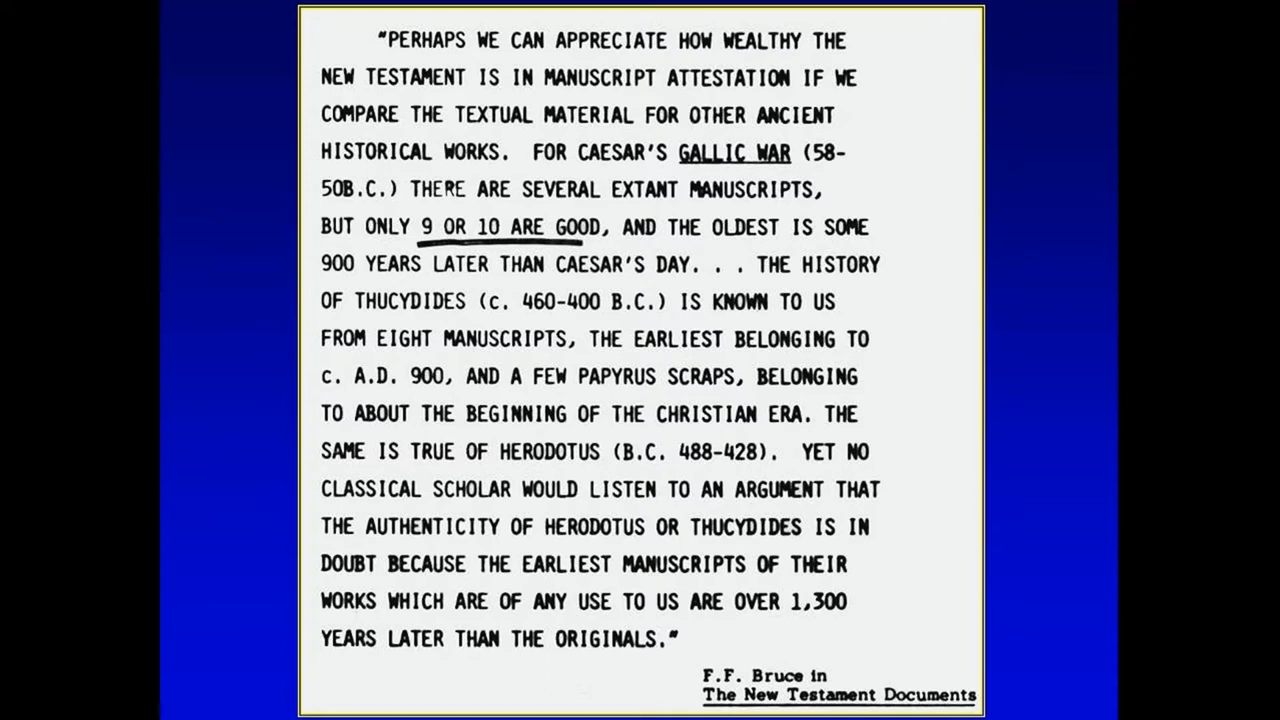 "PERHAPS WE CAN APPRECIATE HOW WEALTHY THE
NEW TESTAMENT IS IN MANUSCRIPT ATTESTATION IF WE
COMPARE THE TEXTUAL MATERIAL FOR OTHER ANCIENT
HISTORICAL WORKS. FOR CAESAR'S GALLIC WAR (58-
50B.C.) THERE ARE SEVERAL EXTANT MANUSCRIPTS,
BUT ONLY 9 OR 10 ARE GOOD, AND THE OLDEST IS SOME
900 YEARS LATER THAN CAESAR'S DAY. . . THE HISTORY
OF THUCYDIDES (c. 460-400 B.C.) IS KNOWN TO US
FROM EIGHT MANUSCRIPTS, THE EARLIEST BELONGING TO
c. A.D. 900, AND A FEW PAPYRUS SCRAPS, BELONGING
TO ABOUT THE BEGINNING OF THE CHRISTIAN ERA. THE
SAME IS TRUE OF HERODOTUS (B.C. 488-428). YET NO
CLASSICAL SCHOLAR WOULD LISTEN TO AN ARGUMENT THAT
THE AUTHENTICITY OF HERODOTUS OR THUCYDIDES IS IN
DOUBT BECAUSE THE EARLIEST MANUSCRIPTS OF THEIR
WORKS WHICH ARE OF ANY USE TO US ARE OVER 1,300
YEARS LATER THAN THE ORIGINALS."
F.F. Bruce in
The New Testament Documents